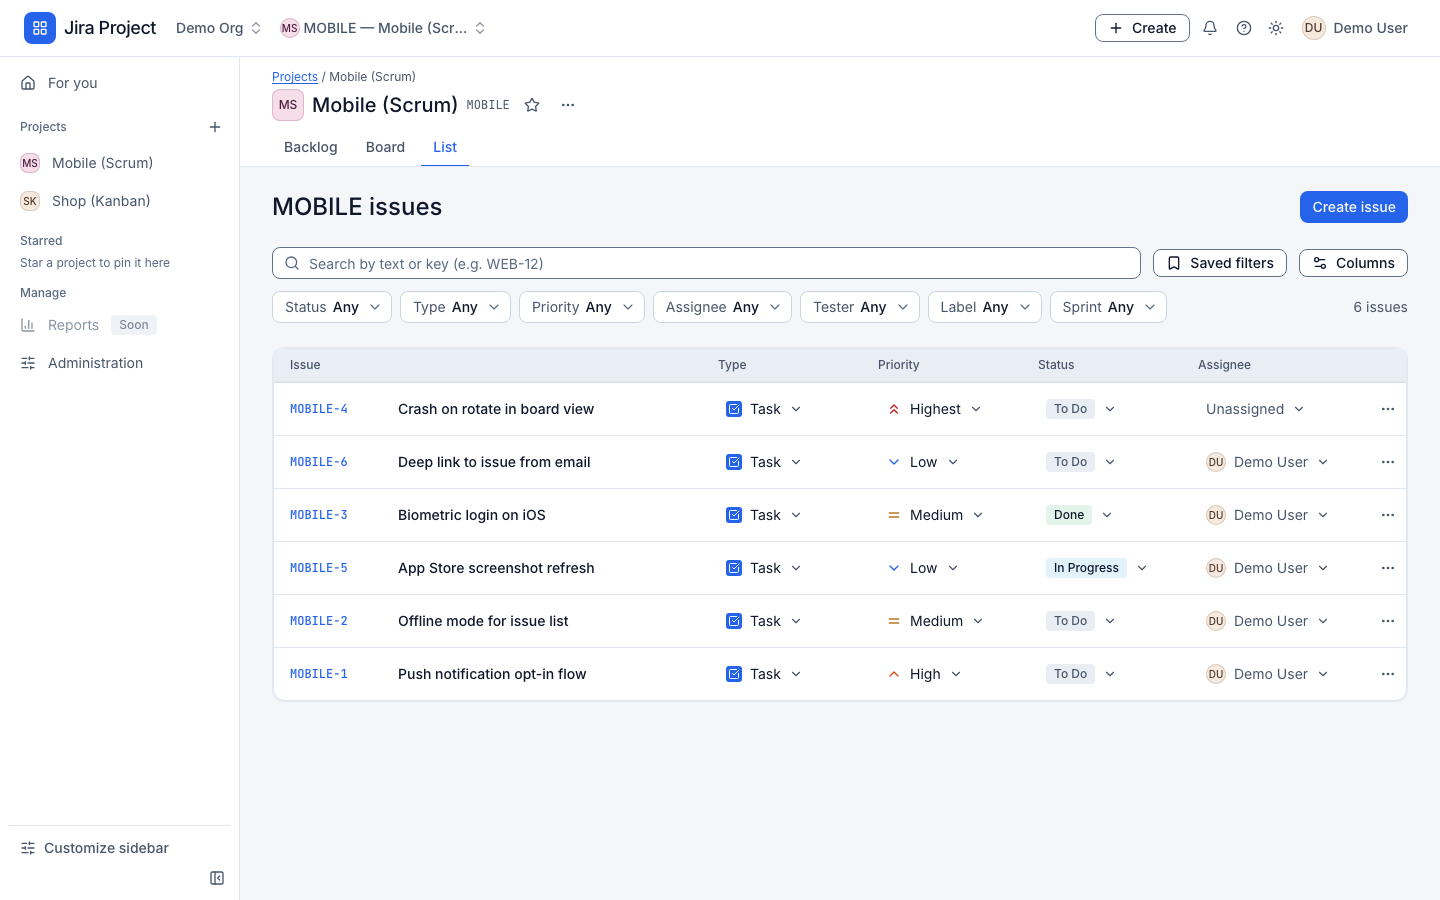 Jira Project
Demo Org
MS MOBILE — Mobile (Scr...
Create
DU Demo User
For you
Projects
MS Mobile (Scrum)
SK Shop (Kanban)
Starred
Star a project to pin it here
Manage
Reports Soon
Administration
Customize sidebar
Projects / Mobile (Scrum)
MS Mobile (Scrum) MOBILE
Backlog Board List
MOBILE issues
Create issue
Search by text or key (e.g. WEB-12)
Saved filters
Columns
Status Any Type Any Priority Any Assignee Any Tester Any Label Any Sprint Any
6 issues
Issue Type Priority Status Assignee
MOBILE-4 Crash on rotate in board view Task Highest To Do Unassigned
MOBILE-6 Deep link to issue from email Task Low To Do DU Demo User
MOBILE-3 Biometric login on iOS Task Medium Done DU Demo User
MOBILE-5 App Store screenshot refresh Task Low In Progress DU Demo User
MOBILE-2 Offline mode for issue list Task Medium To Do DU Demo User
MOBILE-1 Push notification opt-in flow Task High To Do DU Demo User